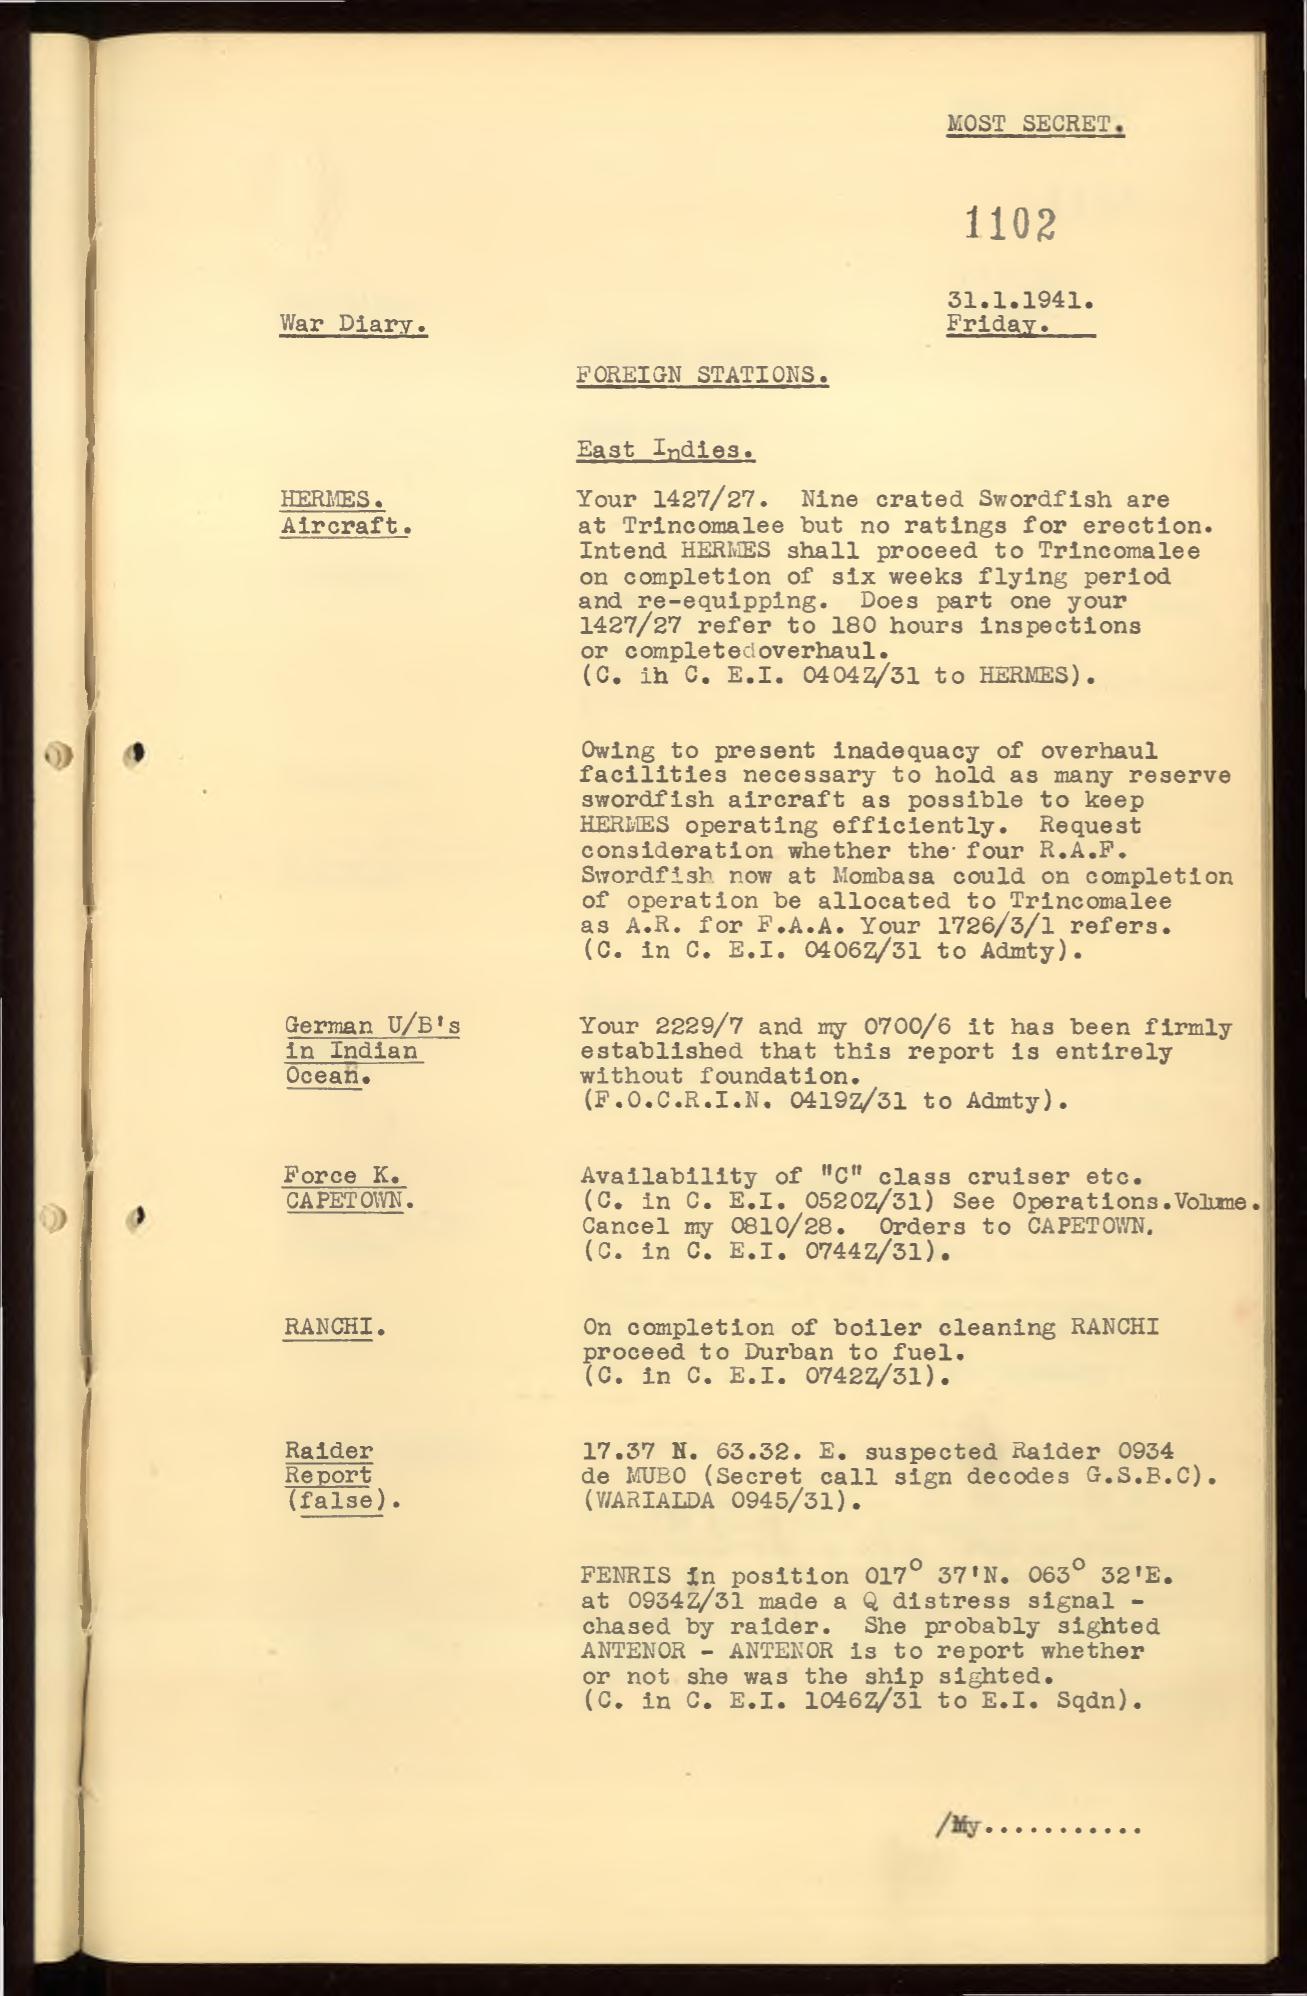 MOST SECRET.
1102
31.1.1941.
War Diary.
Friday.
FOREIGN STATIONS.
East Indies.
HERMES.
Aircraft.
Your 1427/27. Nine crated Swordfish are
at Trincomalee but no ratings for erection.
Intend HERMES shall proceed to Trincomalee
on completion of six weeks flying period
and re-equipping. Does part one your
1427/27 refer to 180 hours inspections
or completedoverhaul.
(C. ih C. E.I. 0404Z/31 to HERMES).
Owing to present inadequacy of overhaul
facilities necessary to hold as many reserve
swordfish aircraft as possible to keep
HERMES operating efficiently. Request
consideration whether the four R.A.F.
Swordfish now at Mombasa could on completion
of operation be allocated to Trincomalee
as A.R. for F.A.A. Your 1726/3/1 refers.
(C. in C. E.I. 0406Z/31 to Admty).
German U/B's
in Indian
Ocean.
Your 2229/7 and my 0700/6 it has been firmly
established that this report is entirely
without foundation.
(F.O.C.R.I.N. 0419Z/31 to Admty).
Force K.
CAPETOWN.
Availability of "C" class cruiser etc.
(C. in C. E.I. 0520Z/31) See Operations.Volume.
Cancel my 0810/28. Orders to CAPETOWN.
(C. in C. E.I. 0744Z/31).
RANCHI.
On completion of boiler cleaning RANCHI
proceed to Durban to fuel.
(C. in C. E.I. 0742Z/31).
Raider
Report
(false).
17.37 N. 63.32. E. suspected Raider 0934
de MUBO (Secret call sign decodes G.S.B.C).
(WARIALDA 0945/31).
FENRIS in position 017° 37'N. 063° 32'E.
at 0934Z/31 made a Q distress signal -
chased by raider. She probably sighted
ANTENOR - ANTENOR is to report whether
or not she was the ship sighted.
(C. in C. E.I. 1046Z/31 to E.I. Sqdn).
/My...........